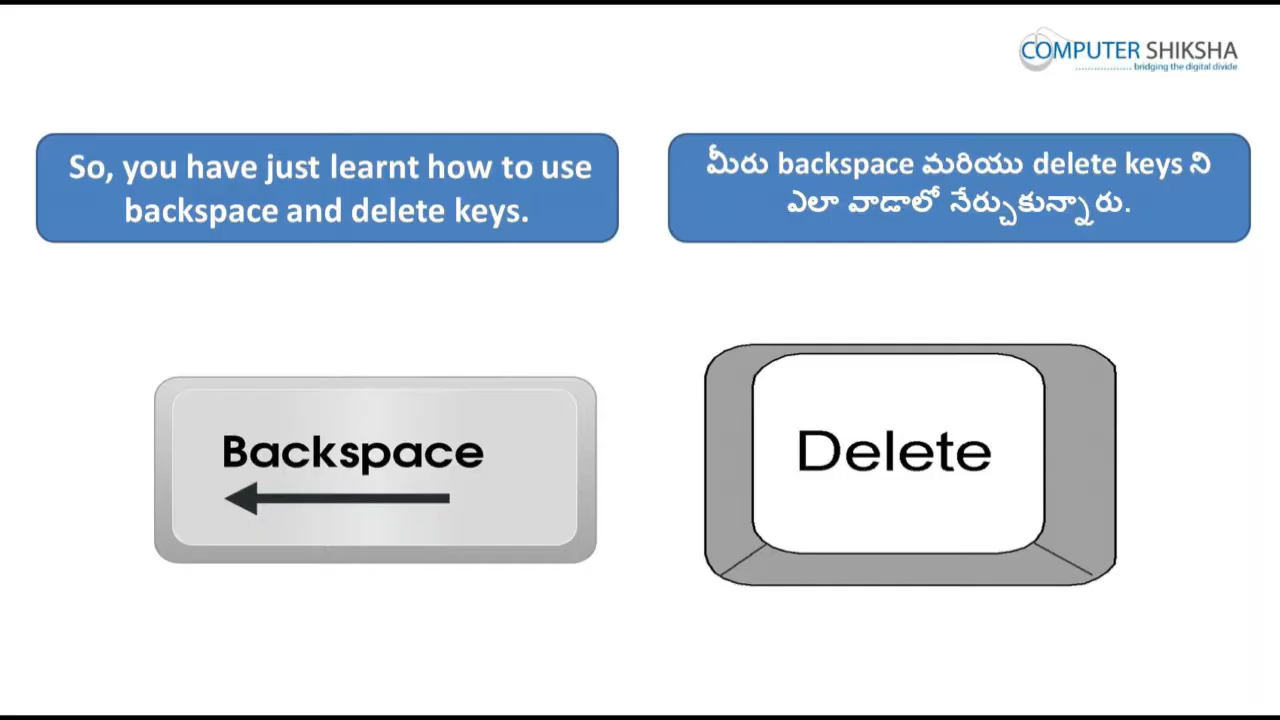 COMPUTER SHIKSHA
bridging the digital divide
So, you have just learnt how to use
backspace and delete keys.
మీరు backspace మరియు delete keys ని
ఎలా వాడాలో నేర్చుకున్నారు.
Backspace
Delete